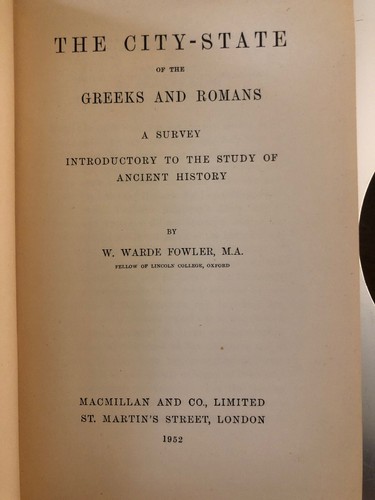 THE CITY-STATE
OF THE
GREEKS AND ROMANS
A SURVEY
INTRODUCTORY TO THE STUDY OF
ANCIENT HISTORY
BY
W. WARDE FOWLER, M.A.
FELLOW OF LINCOLN COLLEGE, OXFORD
MACMILLAN AND CO., LIMITED
ST. MARTIN'S STREET, LONDON
1952